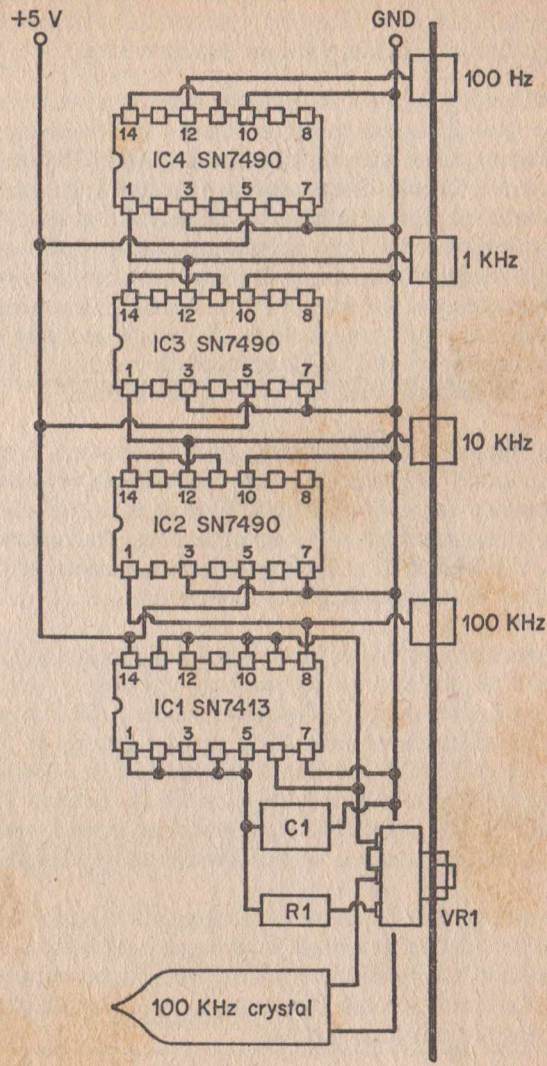 +5 V GND
100 Hz
14 12 10 8
IC4 SN7490
1 3 5 7
1 KHz
14 12 10 8
IC3 SN7490
1 3 5 7
10 KHz
14 12 10 8
IC2 SN7490
1 3 5 7
100 KHz
14 12 10 8
IC1 SN7413
1 3 5 7
C1
R1
VR1
100 KHz crystal